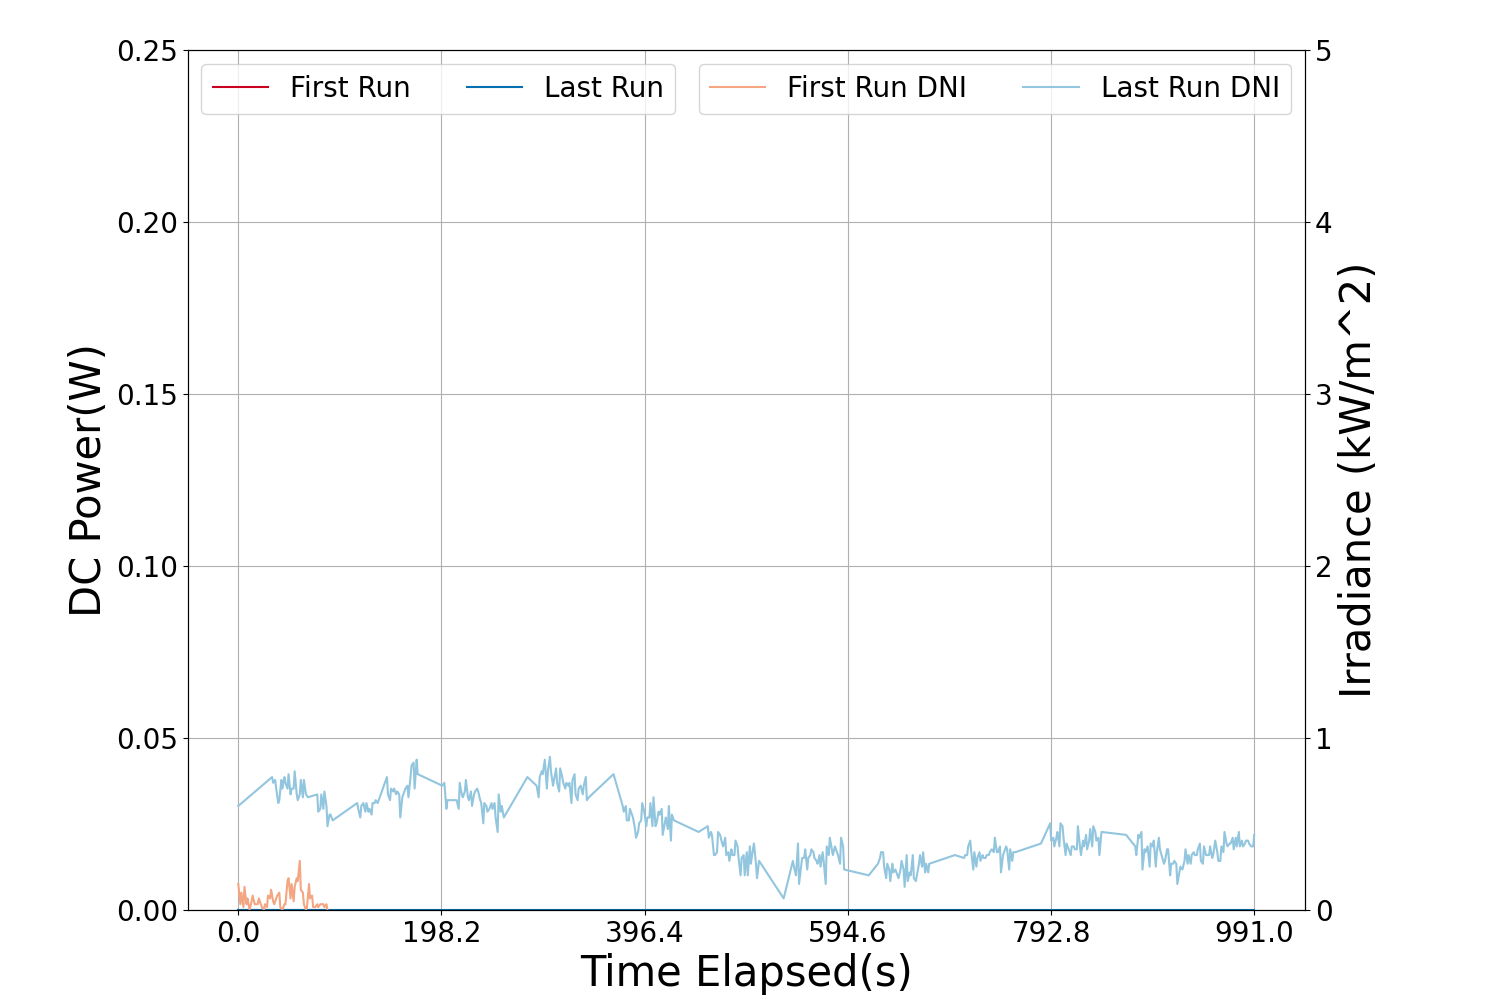 First Run Last Run First Run DNI Last Run DNI
0.25
0.20
0.15
0.10
0.05
0.00
DC Power(W)
5
4
3
2
1
0
Irradiance (kW/m^2)
0.0 198.2 396.4 594.6 792.8 991.0
Time Elapsed(s)